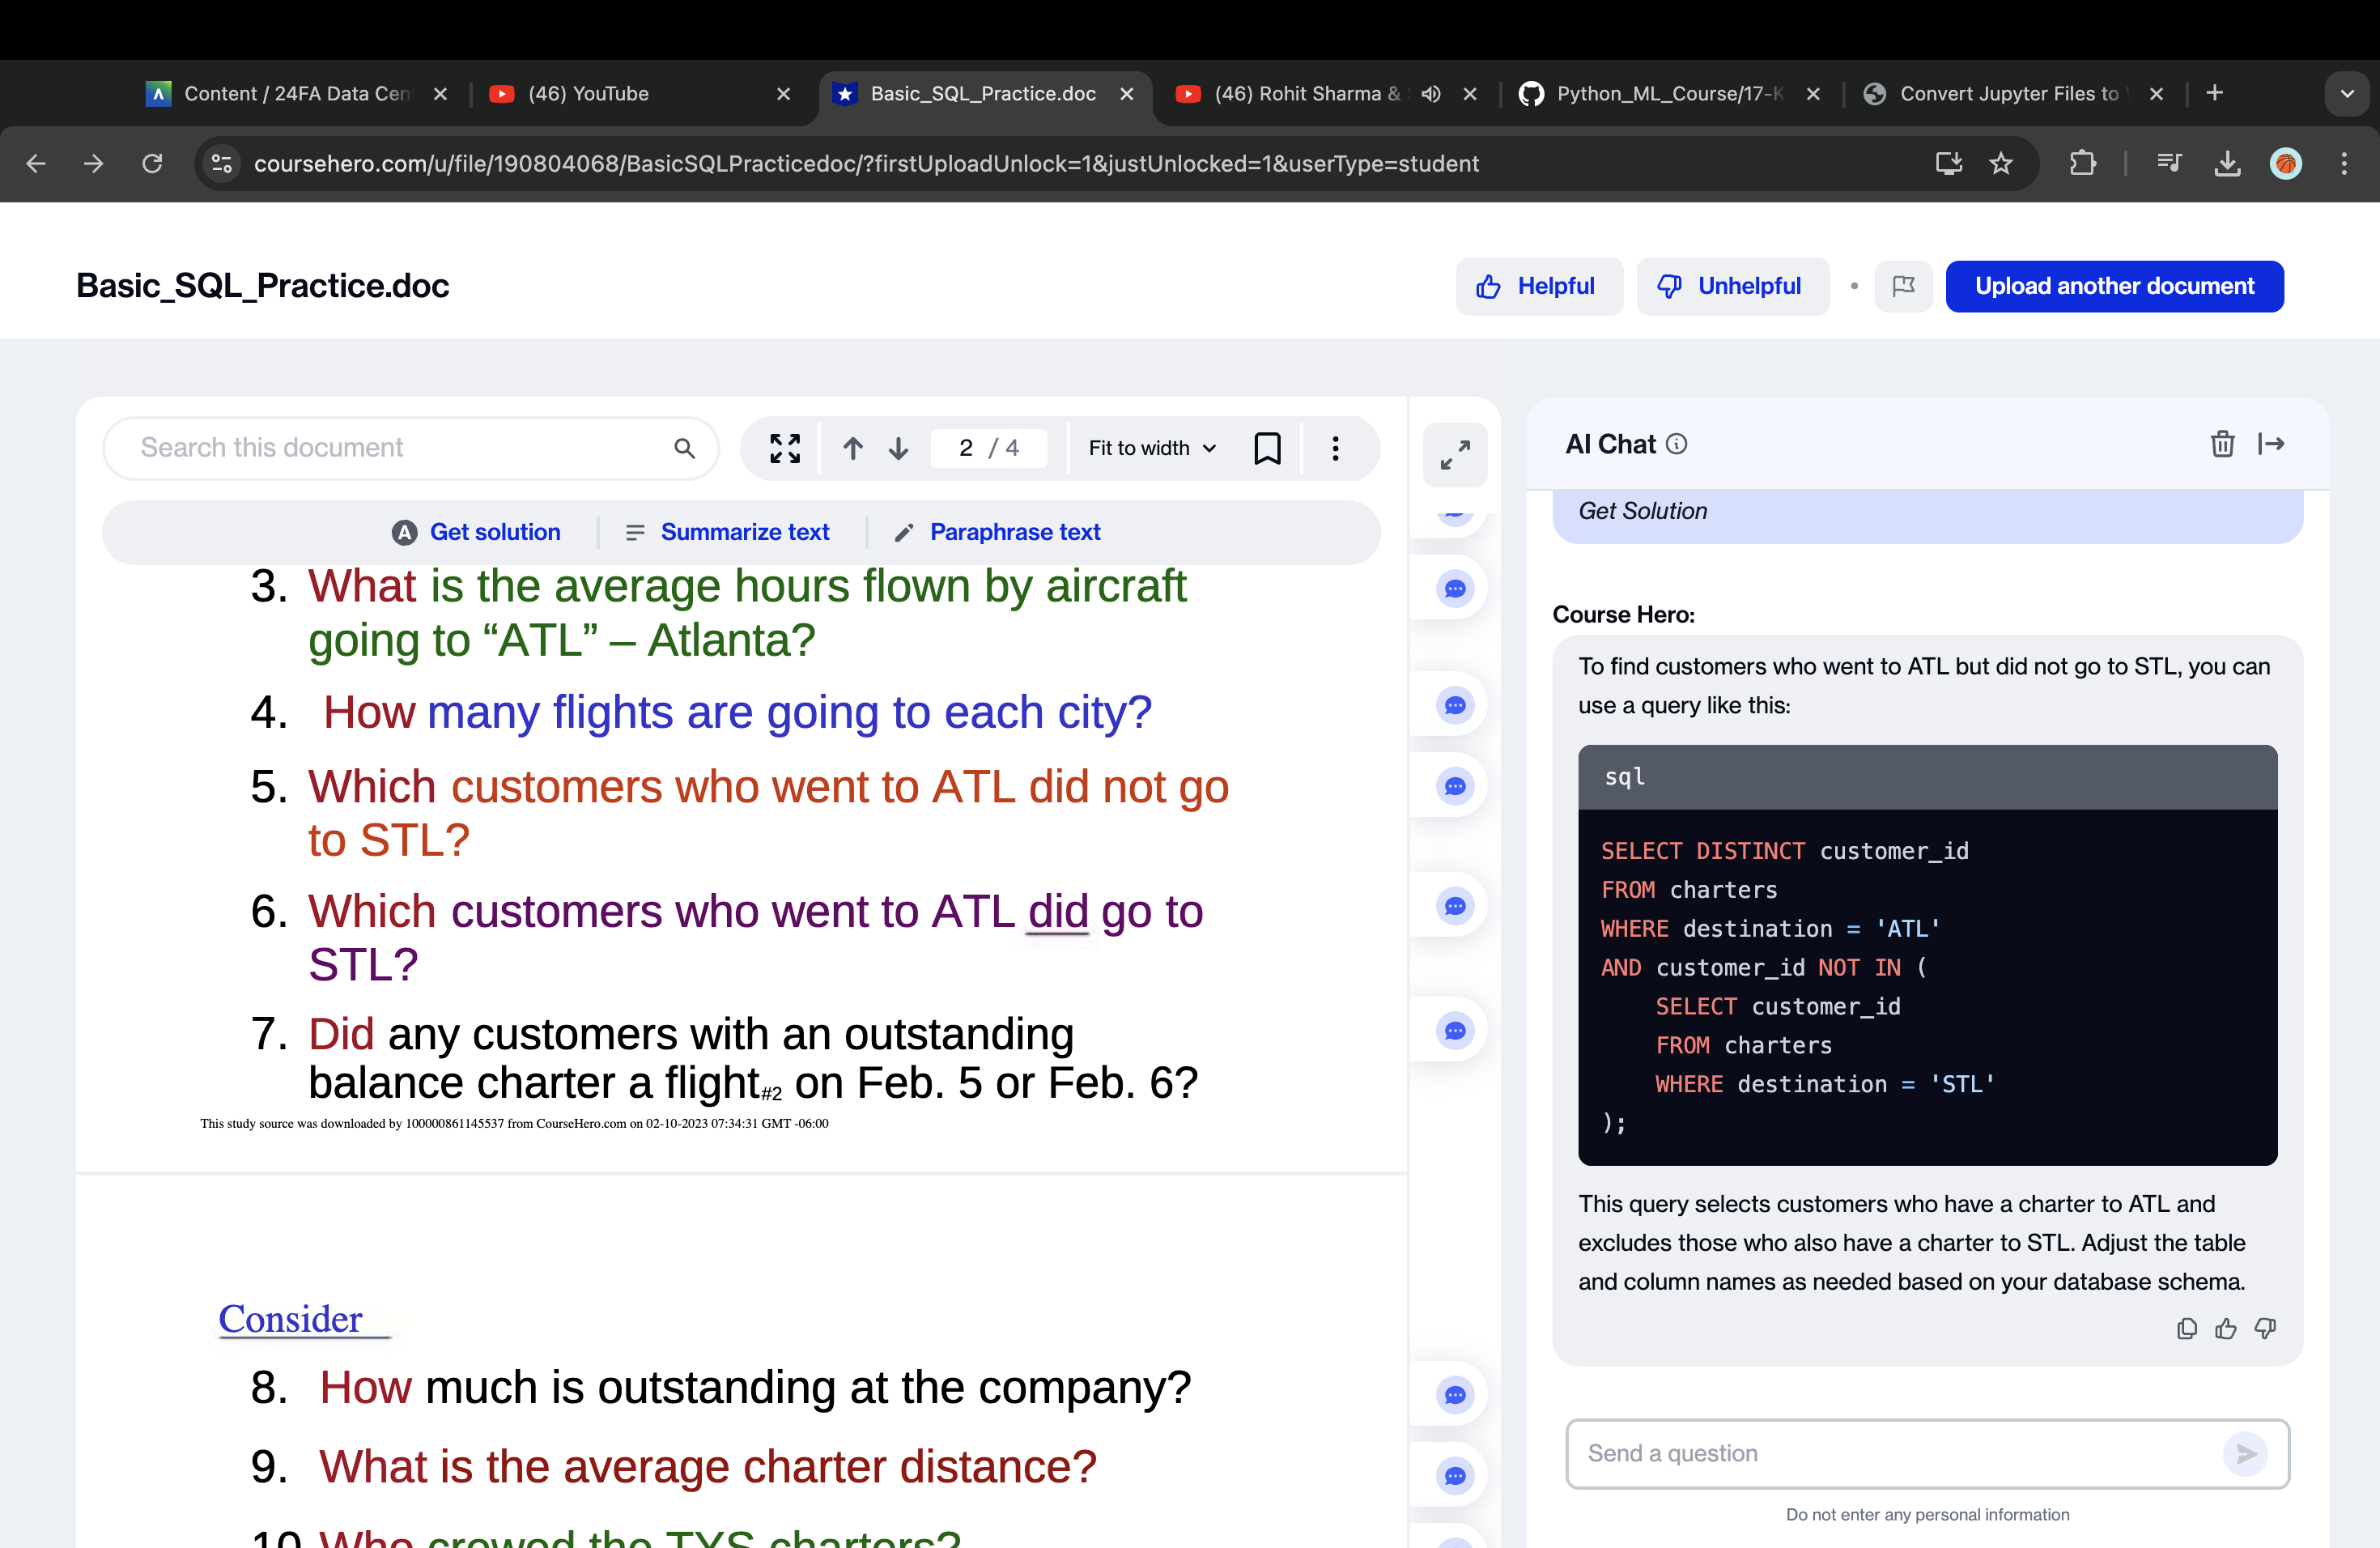 Content / 24FA Data Cen
(46) YouTube
Basic_SQL_Practice.doc
(46) Rohit Sharma &
Python_ML_Course/17-K
Convert Jupyter Files to
coursehero.com/u/file/190804068/BasicSQLPracticedoc/?firstUploadUnlock=1&justUnlocked=1&userType=student
Basic_SQL_Practice.doc
Helpful
Unhelpful
Upload another document
Search this document
2 / 4
Fit to width
Get solution
Summarize text
Paraphrase text
3. What is the average hours flown by aircraft
going to “ATL” – Atlanta?
4. How many flights are going to each city?
5. Which customers who went to ATL did not go
to STL?
6. Which customers who went to ATL did go to
STL?
7. Did any customers with an outstanding
balance charter a flight#2 on Feb. 5 or Feb. 6?
This study source was downloaded by 100000861145537 from CourseHero.com on 02-10-2023 07:34:31 GMT -06:00
Consider
8. How much is outstanding at the company?
9. What is the average charter distance?
10 Who crewed the TYS charters?
AI Chat
Get Solution
Course Hero:
To find customers who went to ATL but did not go to STL, you can
use a query like this:
sql
SELECT DISTINCT customer_id
FROM charters
WHERE destination = 'ATL'
AND customer_id NOT IN (
SELECT customer_id
FROM charters
WHERE destination = 'STL'
);
This query selects customers who have a charter to ATL and
excludes those who also have a charter to STL. Adjust the table
and column names as needed based on your database schema.
Send a question
Do not enter any personal information